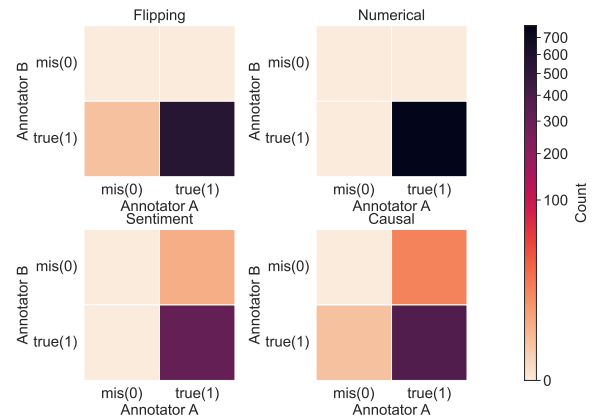 Flipping
Numerical
Annotator B
mis(0)
true(1)
mis(0) true(1)
Annotator A
Annotator B
mis(0)
true(1)
mis(0) true(1)
Annotator A
Sentiment
Causal
Annotator B
mis(0)
true(1)
mis(0) true(1)
Annotator A
Annotator B
mis(0)
true(1)
mis(0) true(1)
Annotator A
700
600
500
400
300
200
100
0
Count